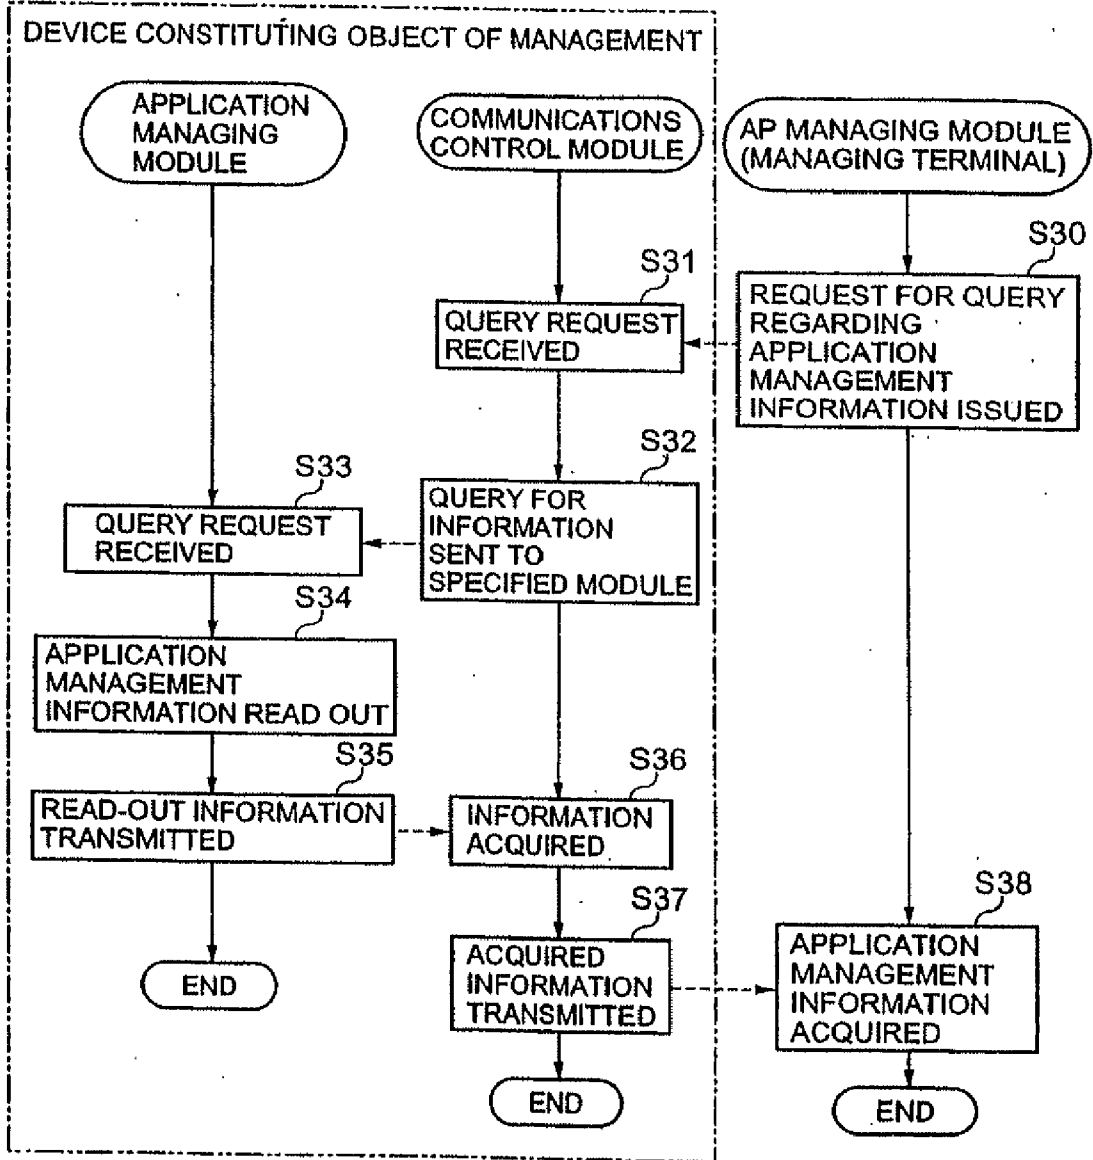 DEVICE CONSTITUTING OBJECT OF MANAGEMENT
APPLICATION
MANAGING
MODULE
COMMUNICATIONS
CONTROL MODULE
AP MANAGING MODULE
(MANAGING TERMINAL)
S30
REQUEST FOR QUERY
REGARDING
APPLICATION
MANAGEMENT
INFORMATION ISSUED
S31
QUERY REQUEST
RECEIVED
S32
QUERY FOR
INFORMATION
SENT TO
SPECIFIED MODULE
S33
QUERY REQUEST
RECEIVED
S34
APPLICATION
MANAGEMENT
INFORMATION READ OUT
S35
READ-OUT INFORMATION
TRANSMITTED
S36
INFORMATION
ACQUIRED
S37
ACQUIRED
INFORMATION
TRANSMITTED
S38
APPLICATION
MANAGEMENT
INFORMATION
ACQUIRED
END
END
END